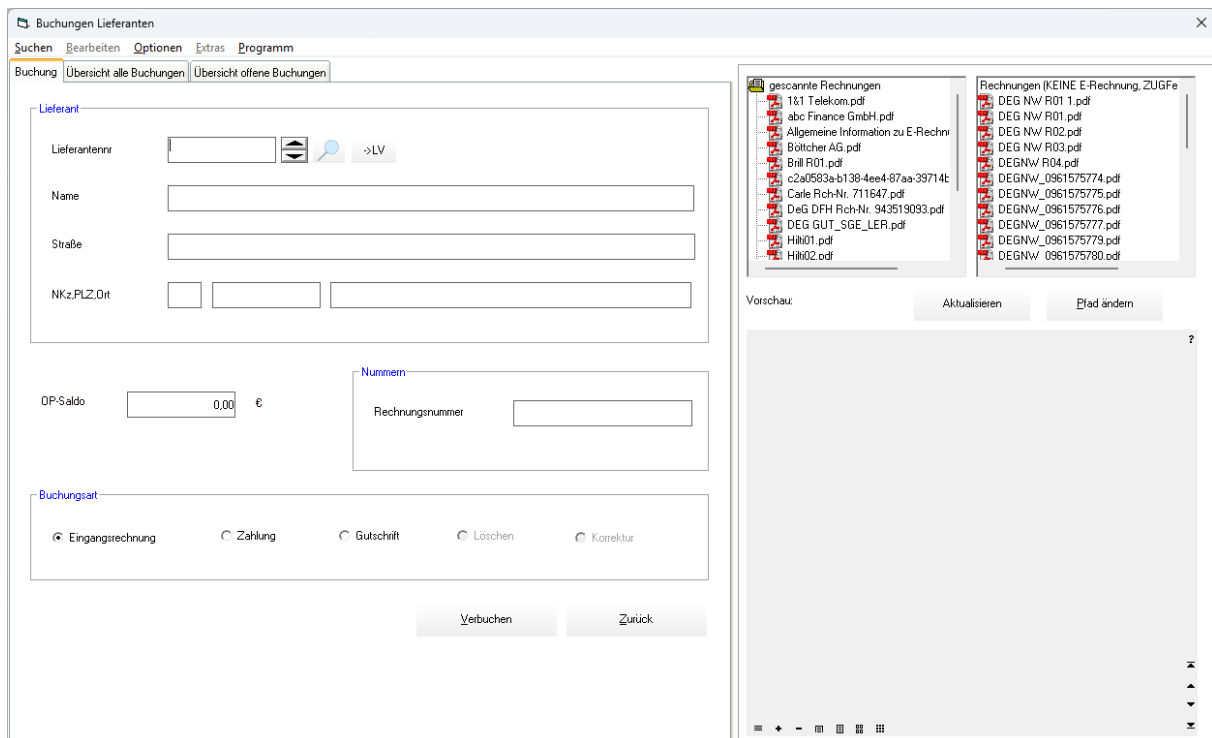 Buchungen Lieferanten
Suchen Bearbeiten Optionen Extras Programm
Buchung Übersicht alle Buchungen Übersicht offene Buchungen
Lieferant
Lieferantennr
->LV
Name
Straße
NKz,PLZ,Ort
OP-Saldo
0,00 €
Nummern
Rechnungsnummer
Buchungsart
Eingangsrechnung Zahlung Gutschrift Löschen Korrektur
Verbuchen Zurück
gescannte Rechnungen
1&1 Telekom.pdf
abc Finance GmbH.pdf
Allgemeine Information zu E-Rechn
Böttcher AG.pdf
Brill R01.pdf
c2a0583a-b138-4ee4-87aa-39714b
Carle Rch-Nr. 711647.pdf
DeG DFH Rch-Nr. 943519093.pdf
DEG GUT_SGE_LER.pdf
Hilti01.pdf
Hilti02.pdf
Rechnungen (KEINE E-Rechnung, ZUGFe
DEG NW R01 1.pdf
DEG NW R01.pdf
DEG NW R02.pdf
DEG NW R03.pdf
DEGNW R04.pdf
DEGNW_0961575774.pdf
DEGNW_0961575775.pdf
DEGNW_0961575776.pdf
DEGNW_0961575777.pdf
DEGNW_0961575779.pdf
DEGNW_0961575780.pdf
Vorschau:
Aktualisieren Pfad ändern
?